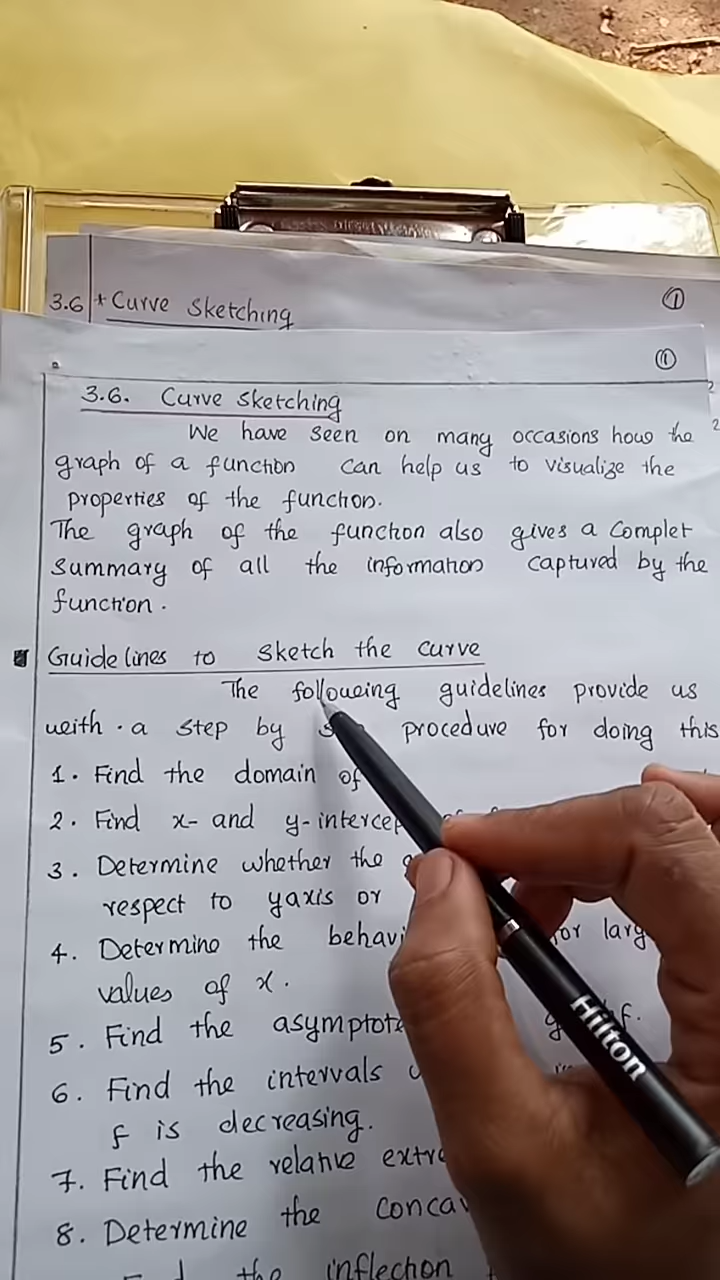 3.6 * Curve Sketching
①
①
3.6. Curve sketching
We have seen on many occasions how the
graph of a function can help us to visualize the
properties of the function.
The graph of the function also gives a Complet
Summary of all the information captured by the
function.
Guidelines to sketch the curve
The following guidelines provide us
with a step by procedure for doing this
1. Find the domain of
2. Find x- and y-intercep
3. Determine whether the
respect to yaxis or
4. Determine the behavi for larg
values of x.
5. Find the asymptot f.
6. Find the intervals
f is decreasing.
7. Find the relative extre
8. Determine the Conca
the inflection
Hilton